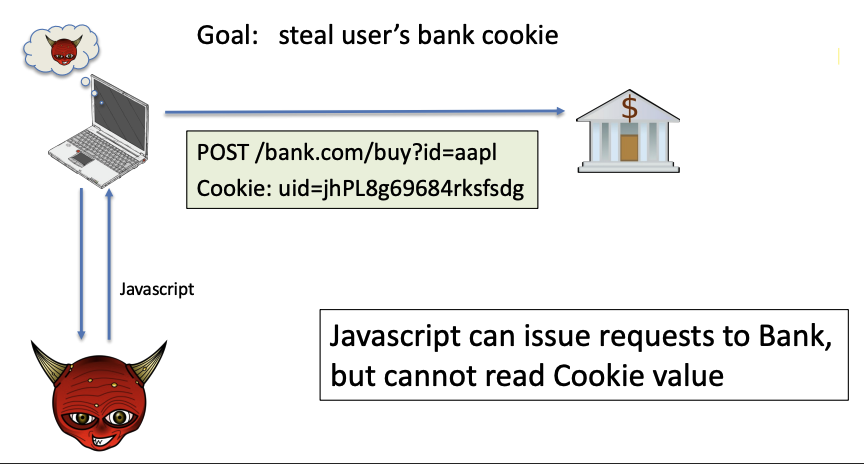 Goal: steal user's bank cookie
$
POST /bank.com/buy?id=aapl
Cookie: uid=jhPL8g69684rksfsdg
Javascript
Javascript can issue requests to Bank,
but cannot read Cookie value